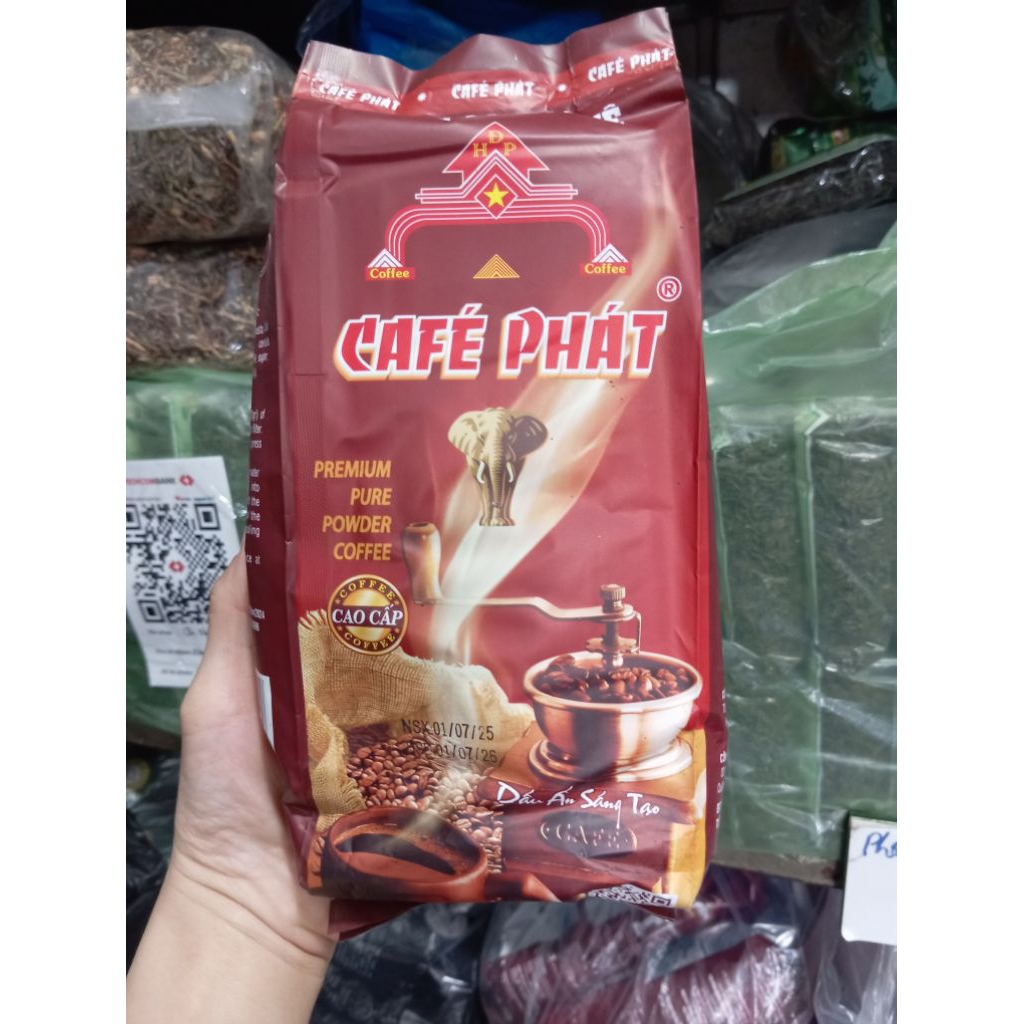 CAFÉ PHÁT • CAFÉ PHÁT • CAFÉ PHÁT
Đ
H P
Coffee Coffee
®
CAFÉ PHÁT
PREMIUM
PURE
POWDER
COFFEE
COFFEE
CAO CẤP
COFFEE
NSX 01/07/25
01/07/26
Dấu Ấn Sáng Tạo
CAFE